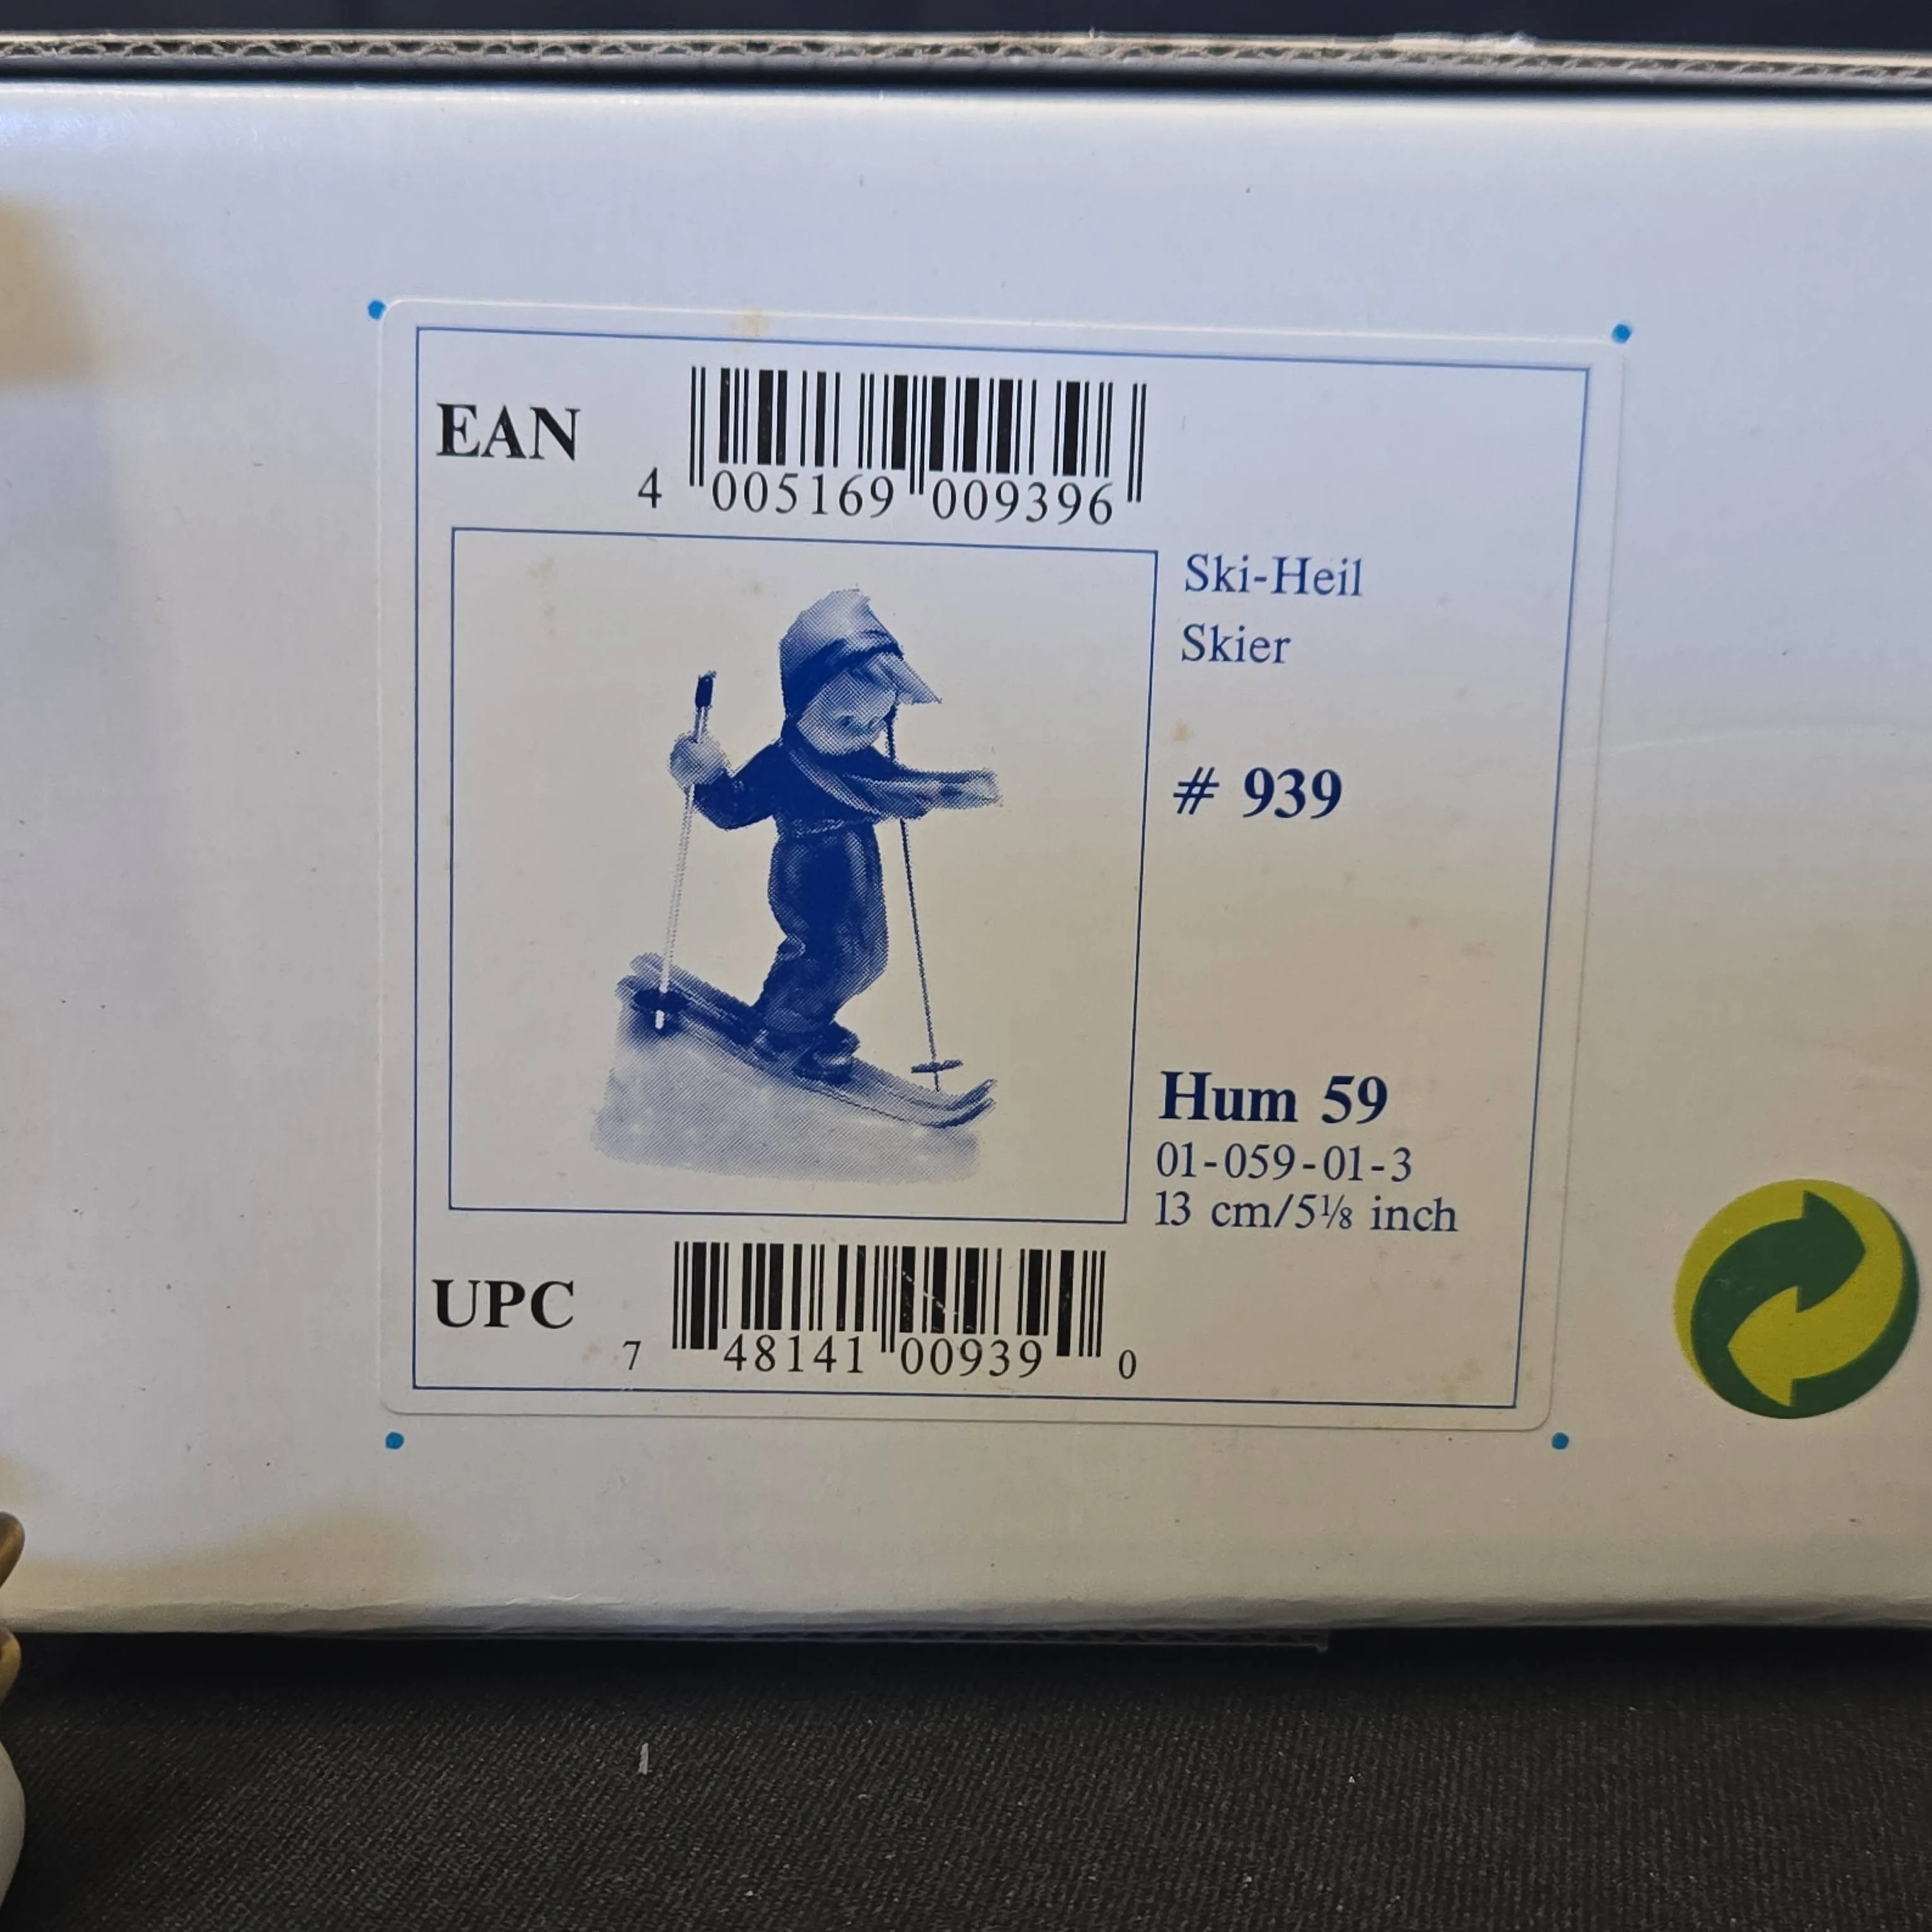 EAN
4 005169 009396
Ski-Heil
Skier
# 939
Hum 59
01-059-01-3
13 cm/5⅛ inch
UPC
7 48141 00939 0